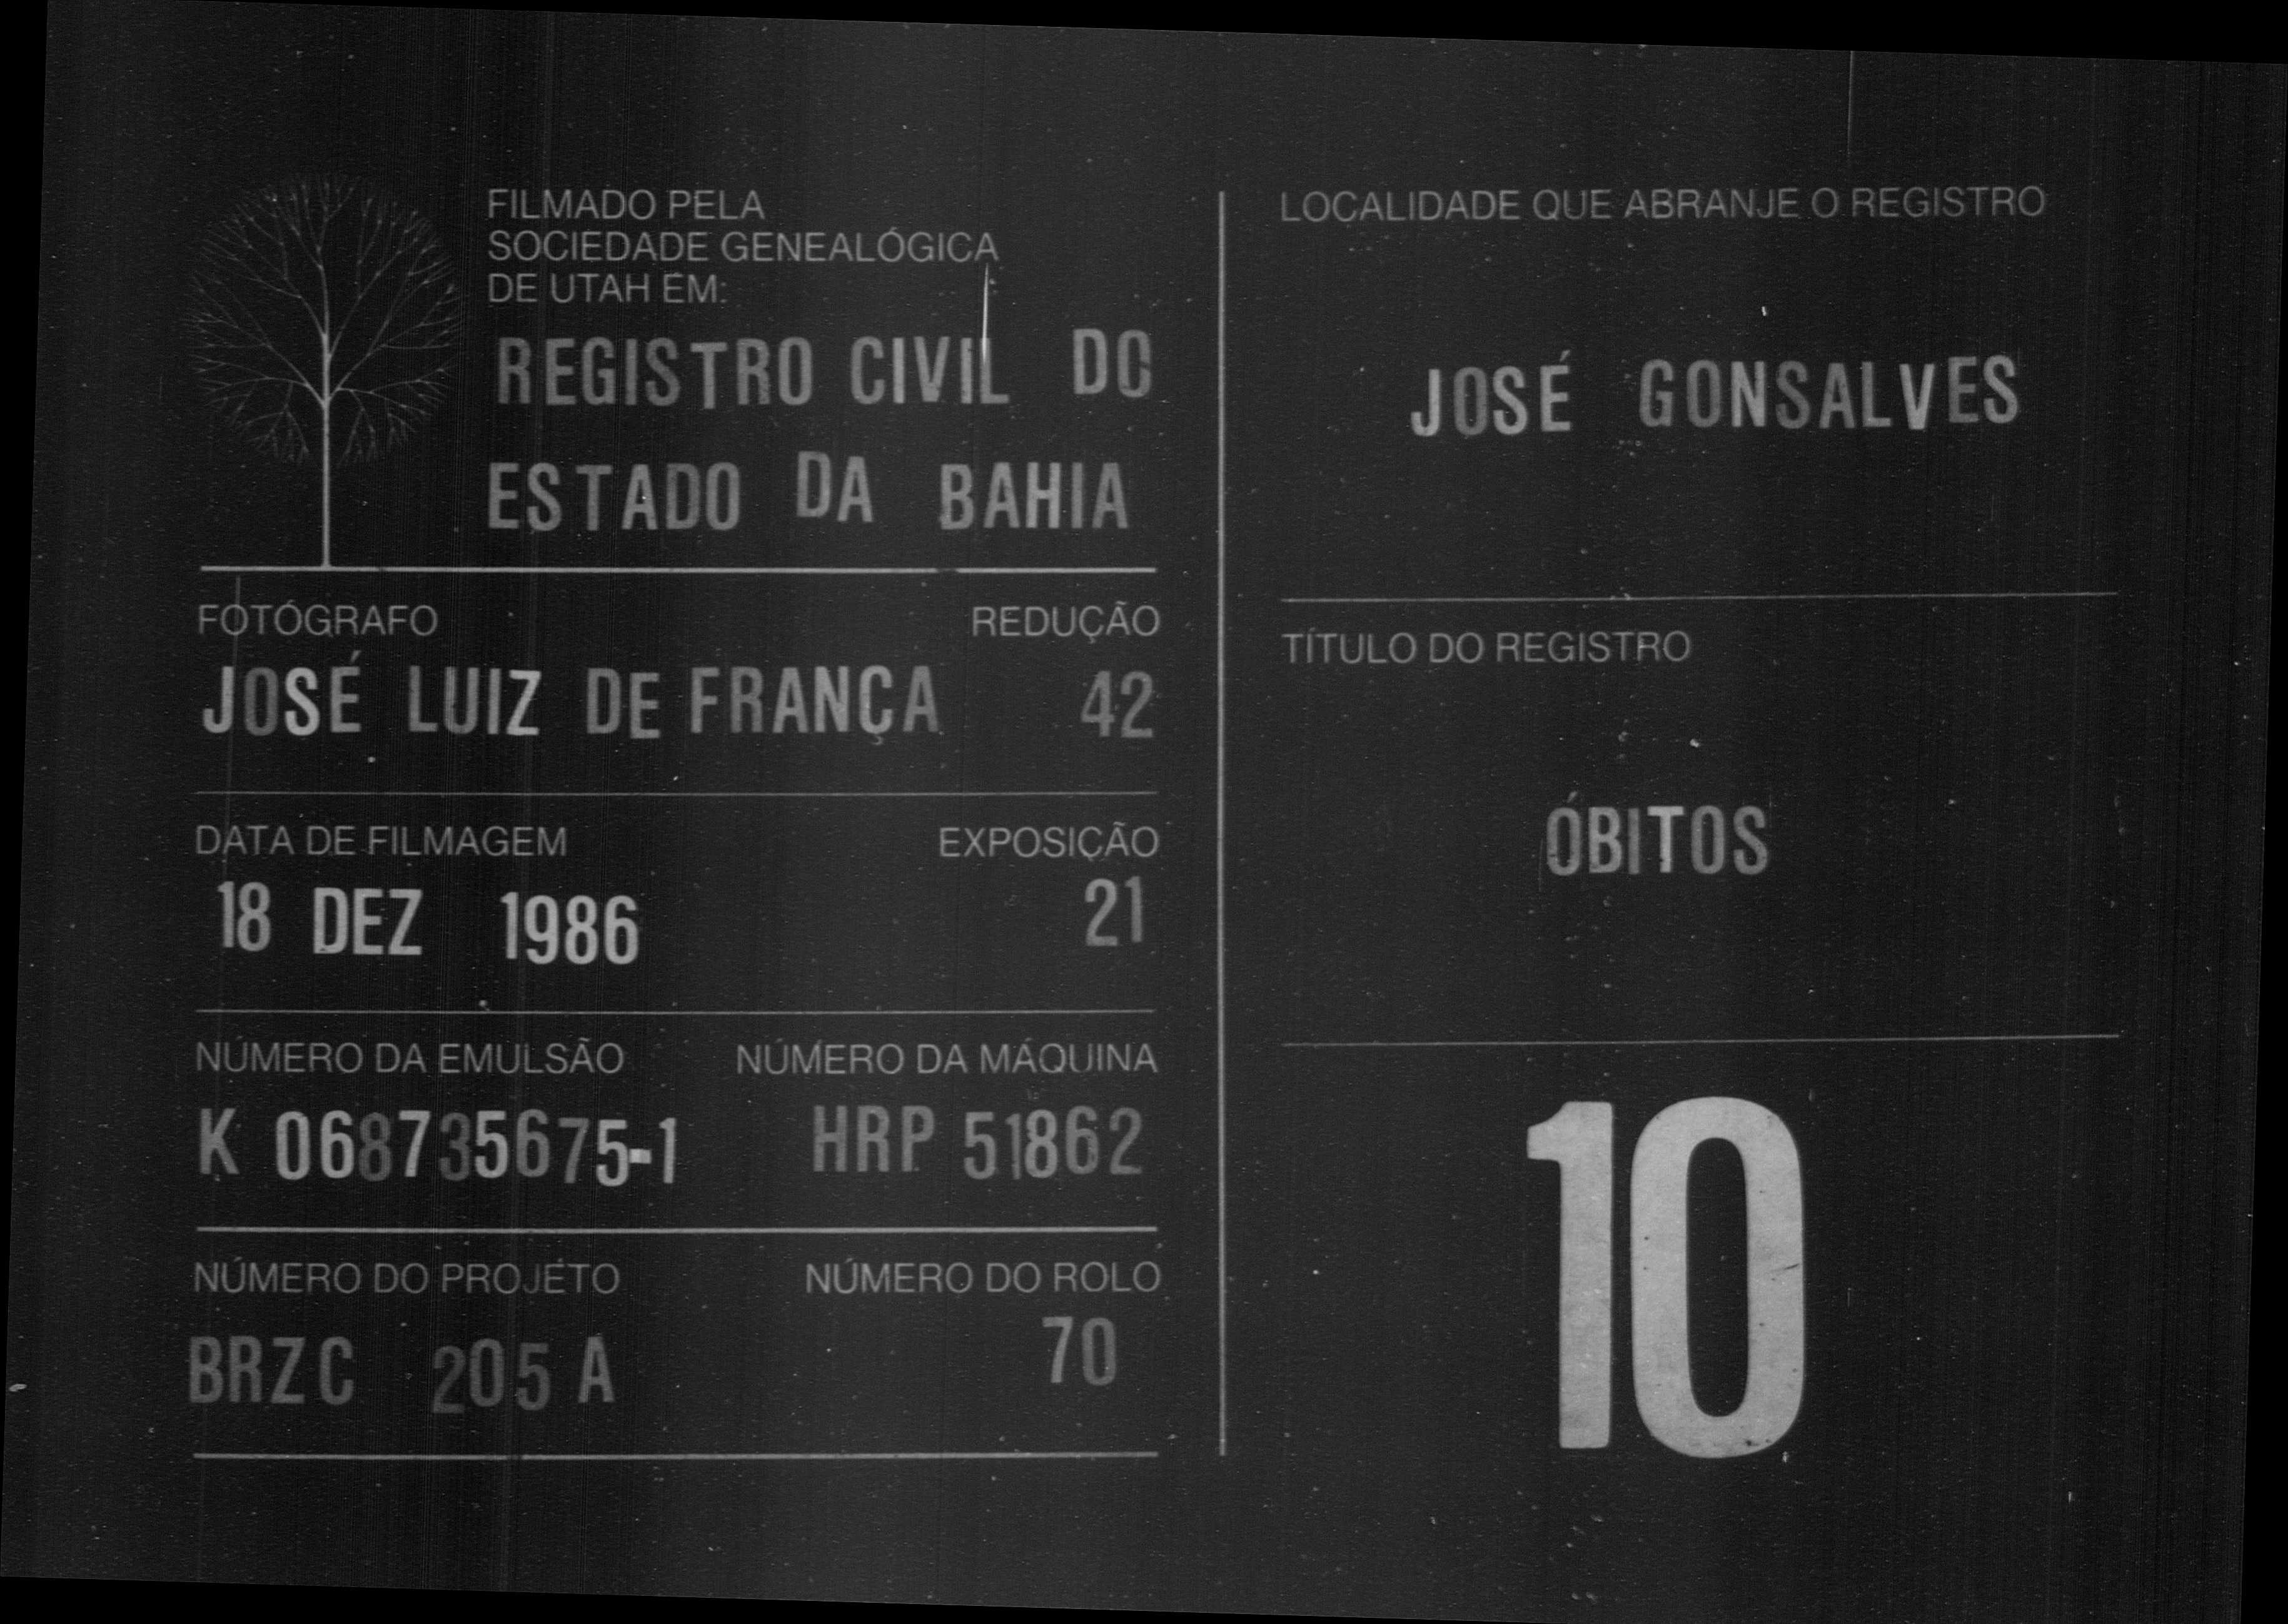 FILMADO PELA
SOCIEDADE GENEALÓGICA
DE UTAH EM:
REGISTRO CIVIL DO
ESTADO DA BAHIA
FOTÓGRAFO REDUÇÃO
JOSÉ LUIZ DE FRANÇA 42
DATA DE FILMAGEM EXPOSIÇÃO
18 DEZ 1986 21
NÚMERO DA EMULSÃO NÚMERO DA MÁQUINA
K 068735675-1 HRP 51862
NÚMERO DO PROJÉTO NÚMERO DO ROLO
BRZC 205 A 70
LOCALIDADE QUE ABRANJE O REGISTRO
JOSÉ GONSALVES
TÍTULO DO REGISTRO
ÓBITOS
10